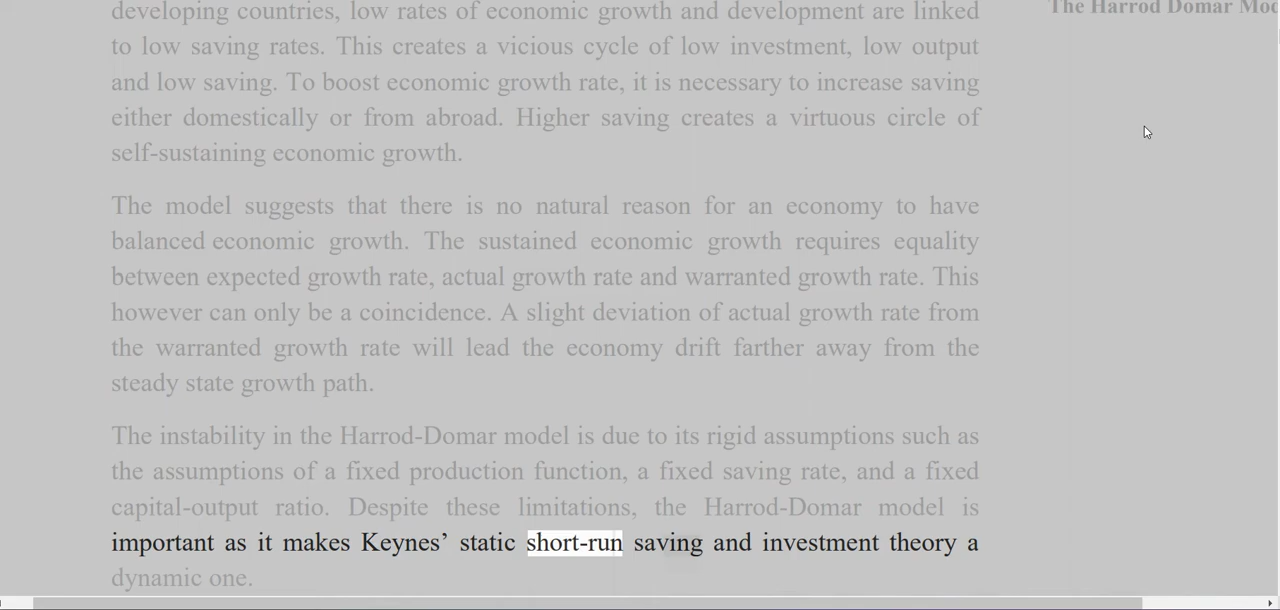 developing countries, low rates of economic growth and development are linked
The Harrod Domar Mod
to low saving rates. This creates a vicious cycle of low investment, low output
and low saving. To boost economic growth rate, it is necessary to increase saving
either domestically or from abroad. Higher saving creates a virtuous circle of
self-sustaining economic growth.
The model suggests that there is no natural reason for an economy to have
balanced economic growth. The sustained economic growth requires equality
between expected growth rate, actual growth rate and warranted growth rate. This
however can only be a coincidence. A slight deviation of actual growth rate from
the warranted growth rate will lead the economy drift farther away from the
steady state growth path.
The instability in the Harrod-Domar model is due to its rigid assumptions such as
the assumptions of a fixed production function, a fixed saving rate, and a fixed
capital-output ratio. Despite these limitations, the Harrod-Domar model is
important as it makes Keynes’ static short-run saving and investment theory a
dynamic one.